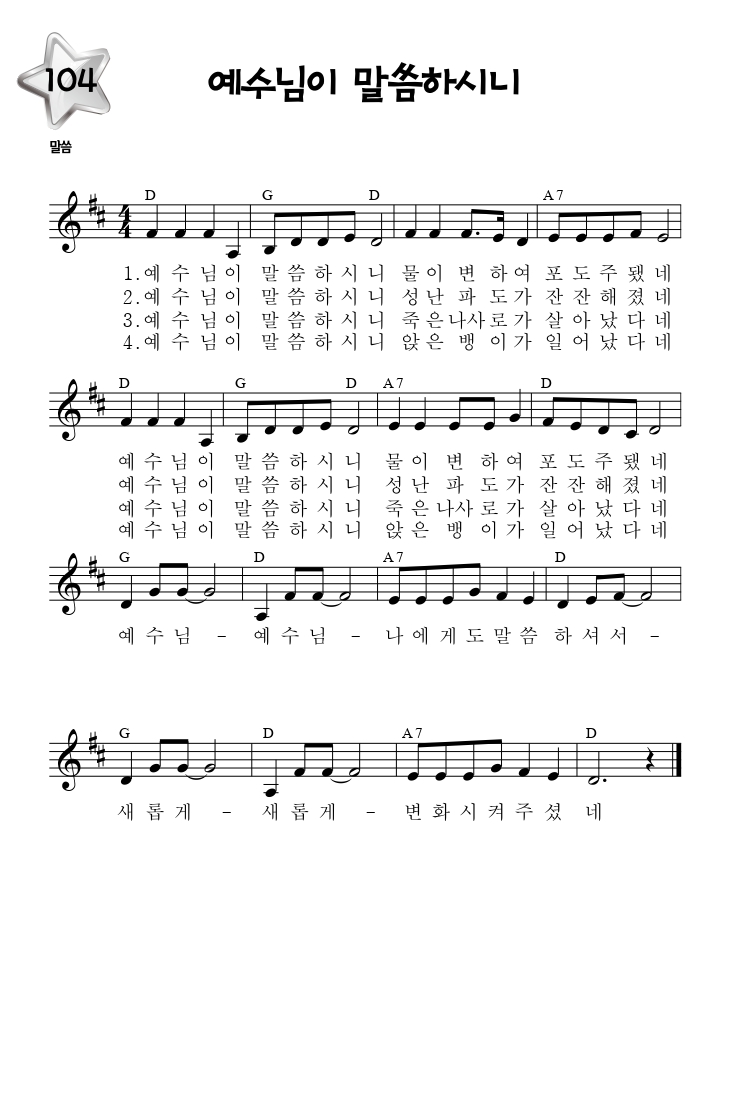 104
예수님이 말씀하시니
말씀
D G D A7
1.예 수 님 이 말 씀 하 시 니 물 이 변 하 여 포 도 주 됐 네
2.예 수 님 이 말 씀 하 시 니 성 난 파 도 가 잔 잔 해 졌 네
3.예 수 님 이 말 씀 하 시 니 죽 은 나사 로 가 살 아 났 다 네
4.예 수 님 이 말 씀 하 시 니 앉 은 뱅 이 가 일 어 났 다 네
D G D A7 D
예 수 님 이 말 씀 하 시 니 물 이 변 하 여 포 도 주 됐 네
예 수 님 이 말 씀 하 시 니 성 난 파 도 가 잔 잔 해 졌 네
예 수 님 이 말 씀 하 시 니 죽 은 나사 로 가 살 아 났 다 네
예 수 님 이 말 씀 하 시 니 앉 은 뱅 이 가 일 어 났 다 네
G D A7 D
예 수 님 - 예 수 님 - 나 에 게 도 말 씀 하 셔 서 -
G D A7 D
새 롭 게 - 새 롭 게 - 변 화 시 켜 주 셨 네